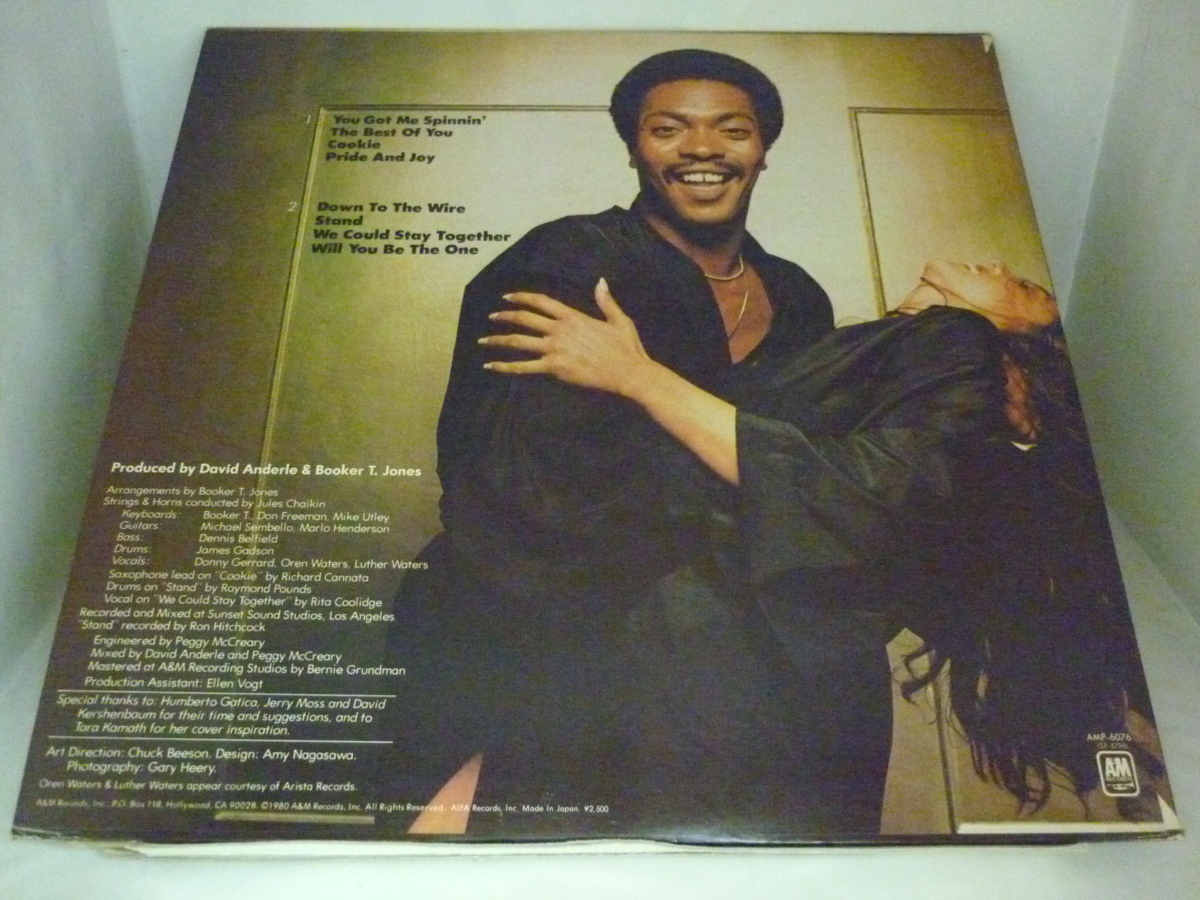 1 You Got Me Spinnin'
The Best Of You
Cookie
Pride And Joy
2 Down To The Wire
Stand
We Could Stay Together
Will You Be The One
Produced by David Anderle & Booker T. Jones
Arrangements by Booker T. Jones
Strings & Horns conducted by Jules Chaikin
Keyboards: Booker T., Don Freeman, Mike Utley
Guitars: Michael Sembello, Marlo Henderson
Bass: Dennis Belfield
Drums: James Gadson
Vocals: Donny Gerrard, Oren Waters, Luther Waters
Saxophone lead on "Cookie" by Richard Cannata
Drums on "Stand" by Raymond Pounds
Vocal on "We Could Stay Together" by Rita Coolidge
Recorded and Mixed at Sunset Sound Studios, Los Angeles
"Stand" recorded by Ron Hitchcock
Engineered by Peggy McCreary
Mixed by David Anderle and Peggy McCreary
Mastered at A&M Recording Studios by Bernie Grundman
Production Assistant: Ellen Vogt
Special thanks to: Humberto Gatica, Jerry Moss and David
Kershenbaum for their time and suggestions, and to
Tara Kamath for her cover inspiration.
Art Direction: Chuck Beeson. Design: Amy Nagasawa.
Photography: Gary Heery.
Oren Waters & Luther Waters appear courtesy of Arista Records.
A&M Records, Inc., P.O. Box 118, Hollywood, CA 90028. ©1980 A&M Records, Inc. All Rights Reserved. ALFA Records, Inc. Made In Japan. ¥2,500
AMP-6076
A&M
RECORDS